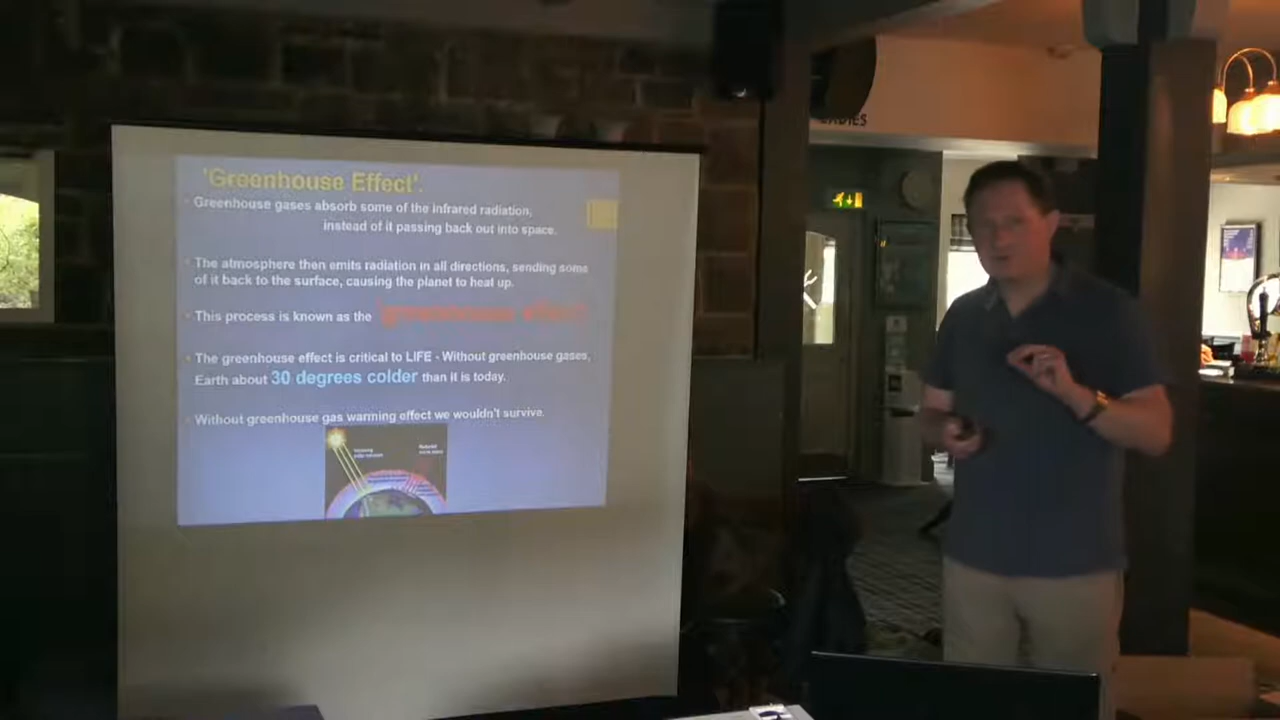 'Greenhouse Effect'.
Greenhouse gases absorb some of the infrared radiation,
instead of it passing back out into space.
The atmosphere then emits radiation in all directions, sending some
of it back to the surface, causing the planet to heat up.
This process is known as the 'greenhouse effect'
The greenhouse effect is critical to LIFE - Without greenhouse gases,
Earth about 30 degrees colder than it is today.
Without greenhouse gas warming effect we wouldn't survive.
LADIES